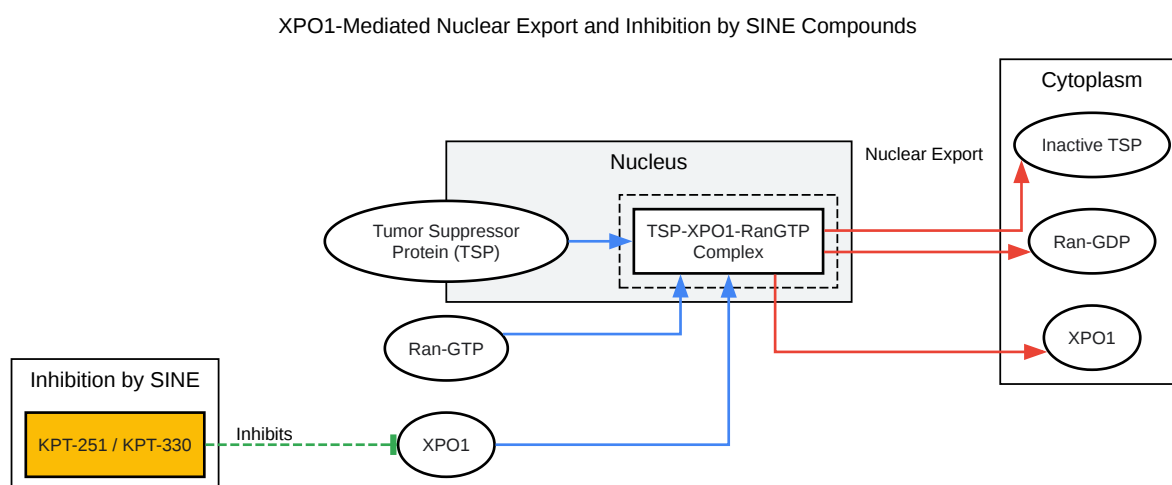 XPO1-Mediated Nuclear Export and Inhibition by SINE Compounds
Cytoplasm
Inactive TSP
Nuclear Export
Nucleus
Tumor Suppressor
Protein (TSP)
TSP-XPO1-RanGTP
Complex
Ran-GDP
Ran-GTP
XPO1
Inhibition by SINE
KPT-251 / KPT-330
Inhibits
XPO1